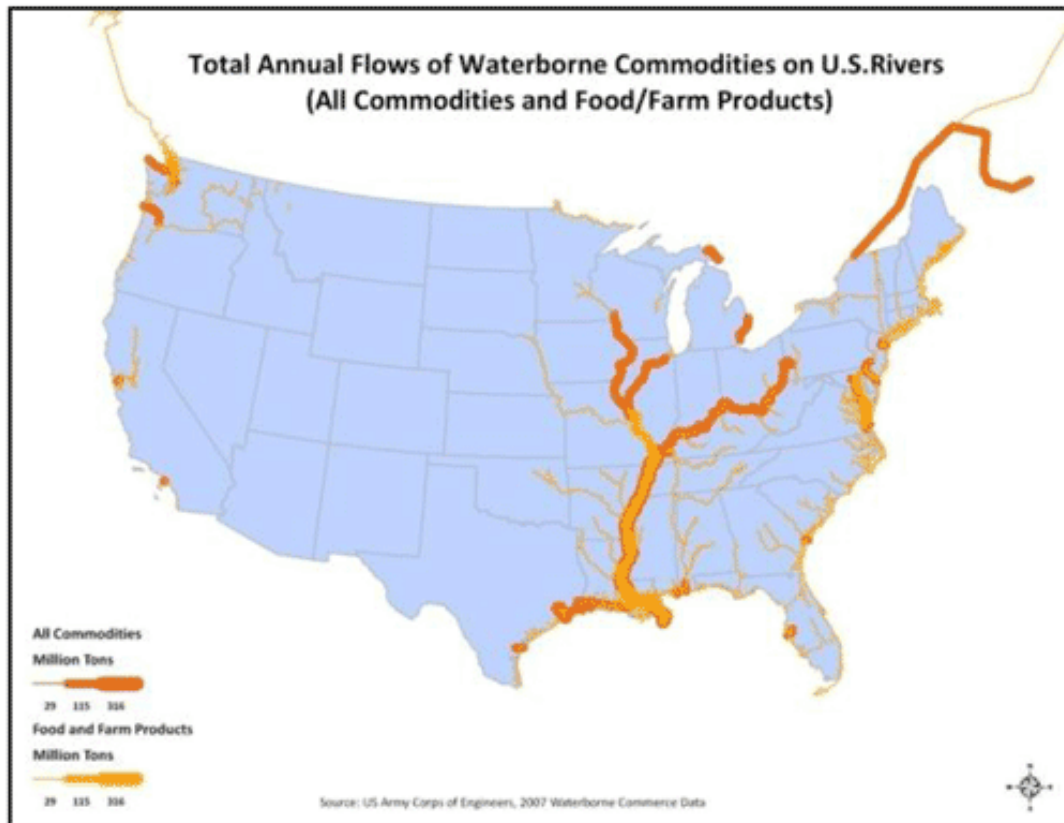 Total Annual Flows of Waterborne Commodities on U.S.Rivers
(All Commodities and Food/Farm Products)
All Commodities
Million Tons
29 115 316
Food and Farm Products
Million Tons
29 115 316
Source: US Army Corps of Engineers, 2007 Waterborne Commerce Data